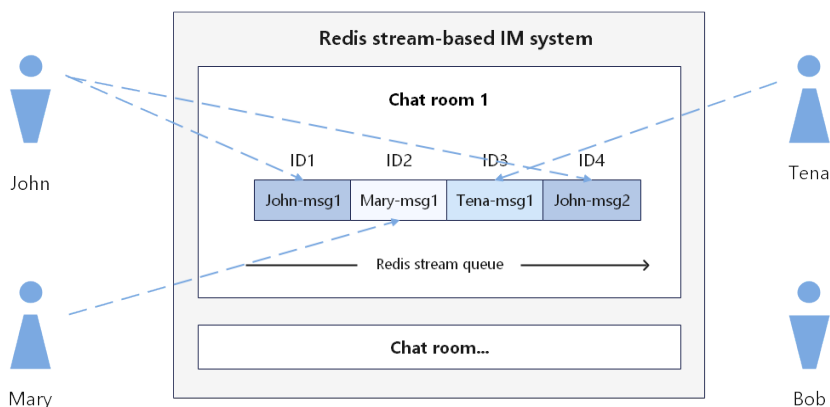 Redis stream-based IM system
Chat room 1
John
Tena
ID1 ID2 ID3 ID4
John-msg1 Mary-msg1 Tena-msg1 John-msg2
Redis stream queue
Chat room...
Mary
Bob